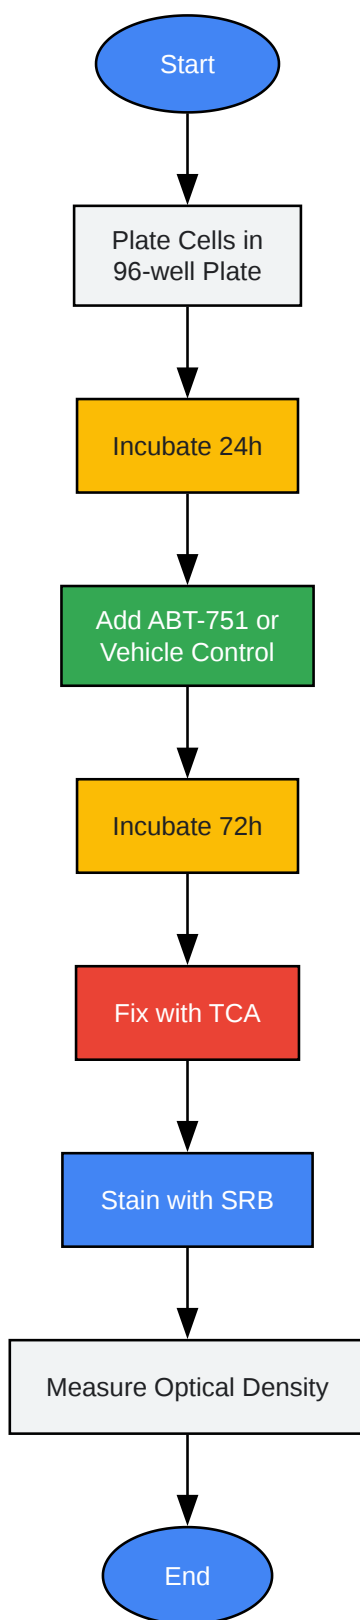 Start
Plate Cells in
96-well Plate
Incubate 24h
Add ABT-751 or
Vehicle Control
Incubate 72h
Fix with TCA
Stain with SRB
Measure Optical Density
End